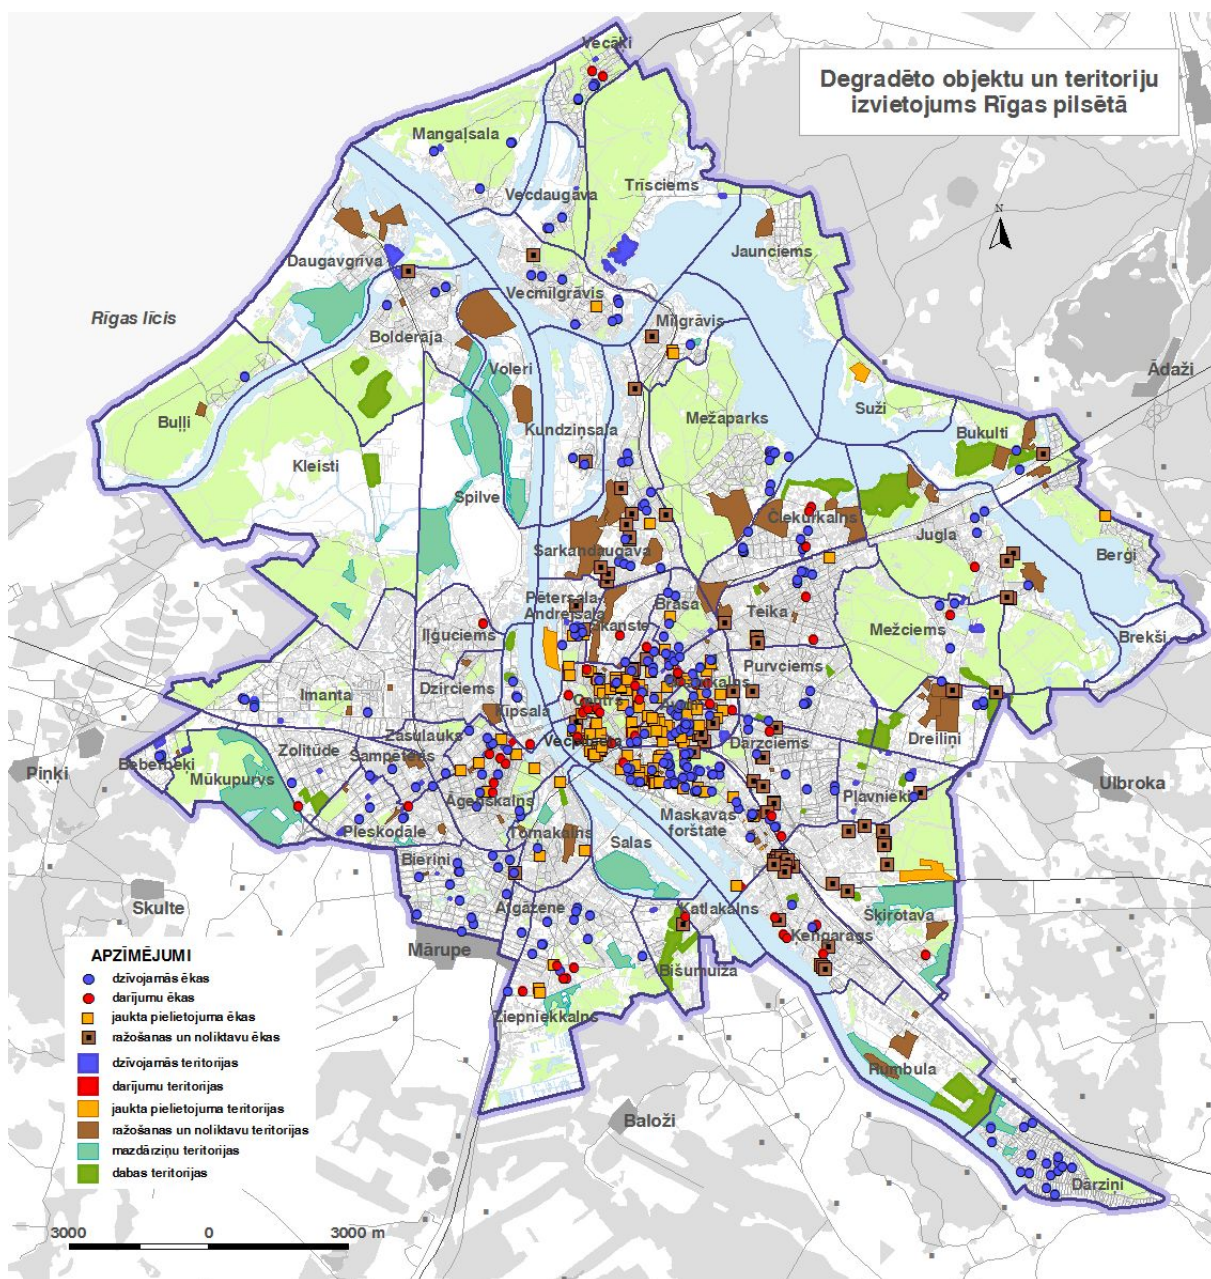 Degradēto objektu un teritoriju
izvietojums Rīgas pilsētā
Vecāķi
Mangaļsala
Vecdaugava
Trīsciems
N
Jaunciems
Daugavgrīva
Rīgas līcis
Vecmīlgrāvis
Bolderāja
Mīlgrāvis
Voleri
Ādaži
Buļļi
Kundziņsala
Mežaparks
Suži
Bukulti
Kleisti
Spilve
Čiekurkalns
Jugla
Berģi
Sarkandaugava
Pētersala-
Andrejsala
Brasa
Teika
Iļģuciems
Mežciems
Brekši
Dzirciems
Purvciems
Imanta
Ķīpsala
Centrs
Zasulauks
Dārzciems
Dreiliņi
Zolitūde
Šampēteris
Beberbeķi
Piņķi
Mūkupurvs
Ulbroka
Pļavnieki
Āgenskalns
Maskavas
forštate
Pleskodāle
Torņakalns
Salas
Bieriņi
Skulte
Atgāzene
Katlakalns
Šķirotava
Ķengarags
Mārupe
Bišumuiža
Ziepniekkalns
APZĪMĒJUMI
dzīvojamās ēkas
darījumu ēkas
jaukta pielietojuma ēkas
ražošanas un noliktavu ēkas
dzīvojamās teritorijas
darījumu teritorijas
jaukta pielietojuma teritorijas
ražošanas un noliktavu teritorijas
mazdārziņu teritorijas
dabas teritorijas
Rumbula
Baloži
Dārziņi
3000 0 3000 m